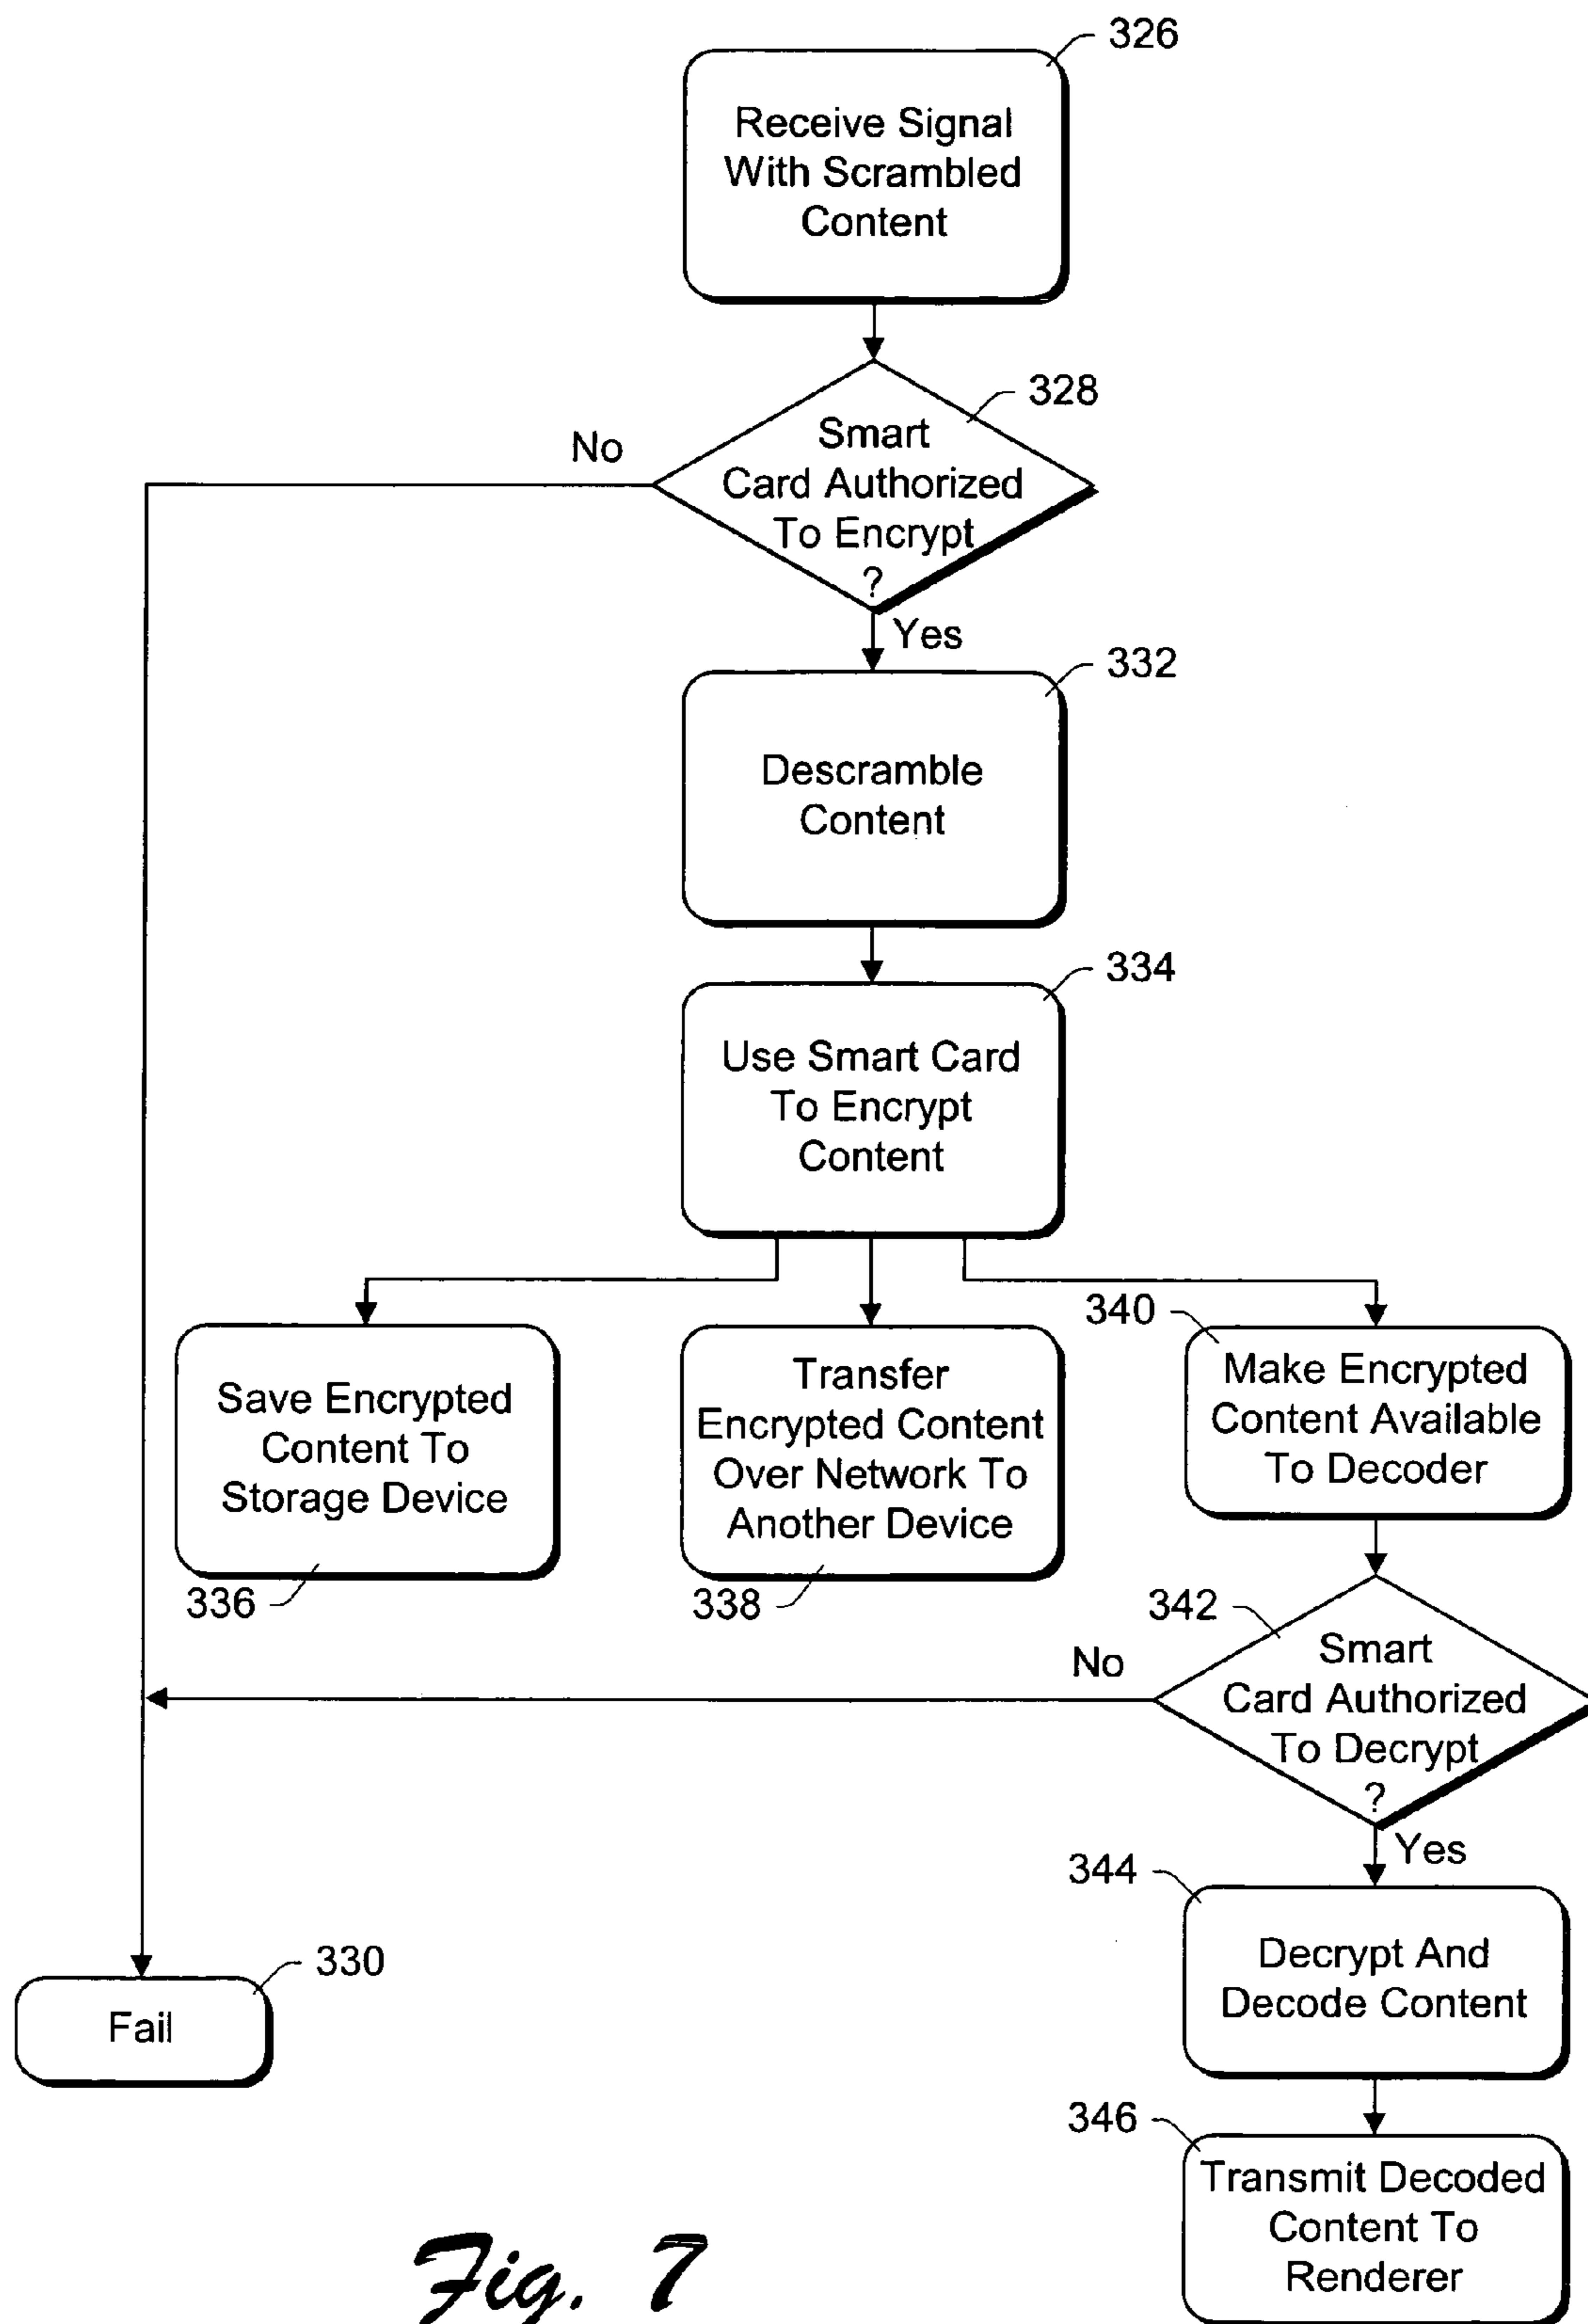 326
Receive Signal
With Scrambled
Content
328
No
Smart
Card Authorized
To Encrypt
?
Yes
332
Descramble
Content
334
Use Smart Card
To Encrypt
Content
340
Save Encrypted
Content To
Storage Device
336
Transfer
Encrypted Content
Over Network To
Another Device
338
Make Encrypted
Content Available
To Decoder
342
No
Smart
Card Authorized
To Decrypt
?
Yes
344
Decrypt And
Decode Content
330
Fail
346
Transmit Decoded
Content To
Renderer
Fig. 7